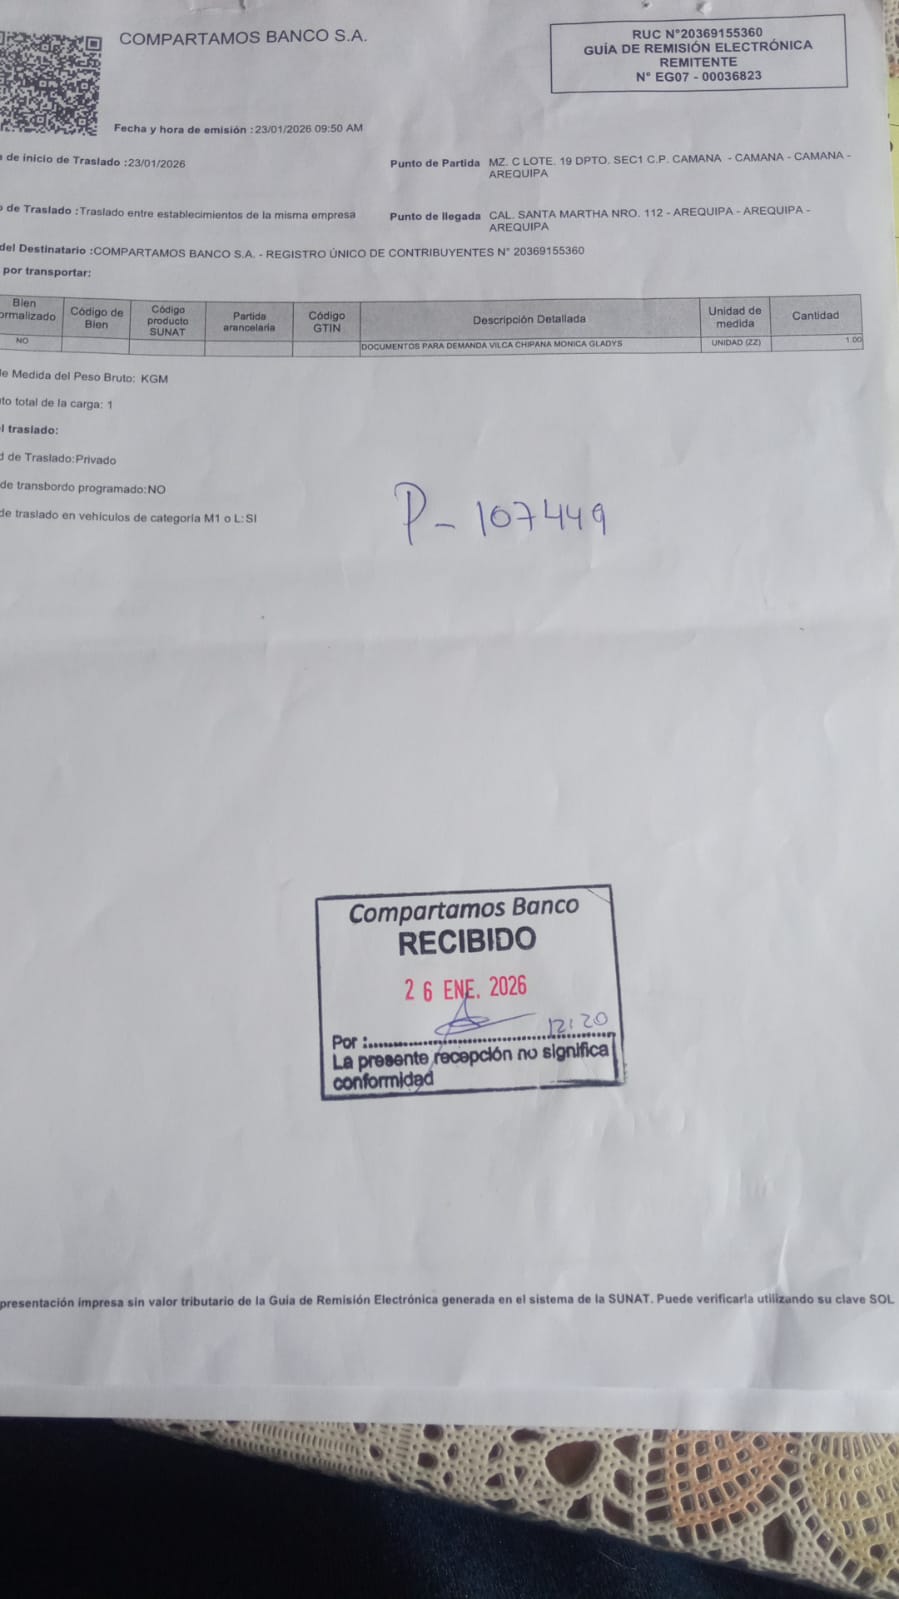 COMPARTAMOS BANCO S.A.
RUC N°20369155360
GUÍA DE REMISIÓN ELECTRÓNICA
REMITENTE
N° EG07 - 00036823
Fecha y hora de emisión : 23/01/2026 09:50 AM
de inicio de Traslado :23/01/2026
Punto de Partida MZ. C LOTE. 19 DPTO. SEC1 C.P. CAMANA - CAMANA - CAMANA -
AREQUIPA
de Traslado :Traslado entre establecimientos de la misma empresa
Punto de llegada CAL. SANTA MARTHA NRO. 112 - AREQUIPA - AREQUIPA -
AREQUIPA
del Destinatario :COMPARTAMOS BANCO S.A. - REGISTRO ÚNICO DE CONTRIBUYENTES N° 20369155360
por transportar:
Bien
ormalizado
Código de
Bien
Código
producto
SUNAT
Partida
arancelaria
Código
GTIN
Descripción Detallada
Unidad de
medida
Cantidad
NO DOCUMENTOS PARA DEMANDA VILCA CHIPANA MONICA GLADYS UNIDAD (ZZ) 1.00
de Medida del Peso Bruto: KGM
to total de la carga: 1
l traslado:
d de Traslado:Privado
de transbordo programado:NO
de traslado en vehículos de categoría M1 o L:SI
P- 107449
Compartamos Banco
RECIBIDO
26 ENE. 2026
12:20
Por :
La presente recepción no significa
conformidad
presentación impresa sin valor tributario de la Guía de Remisión Electrónica generada en el sistema de la SUNAT. Puede verificarla utilizando su clave SOL